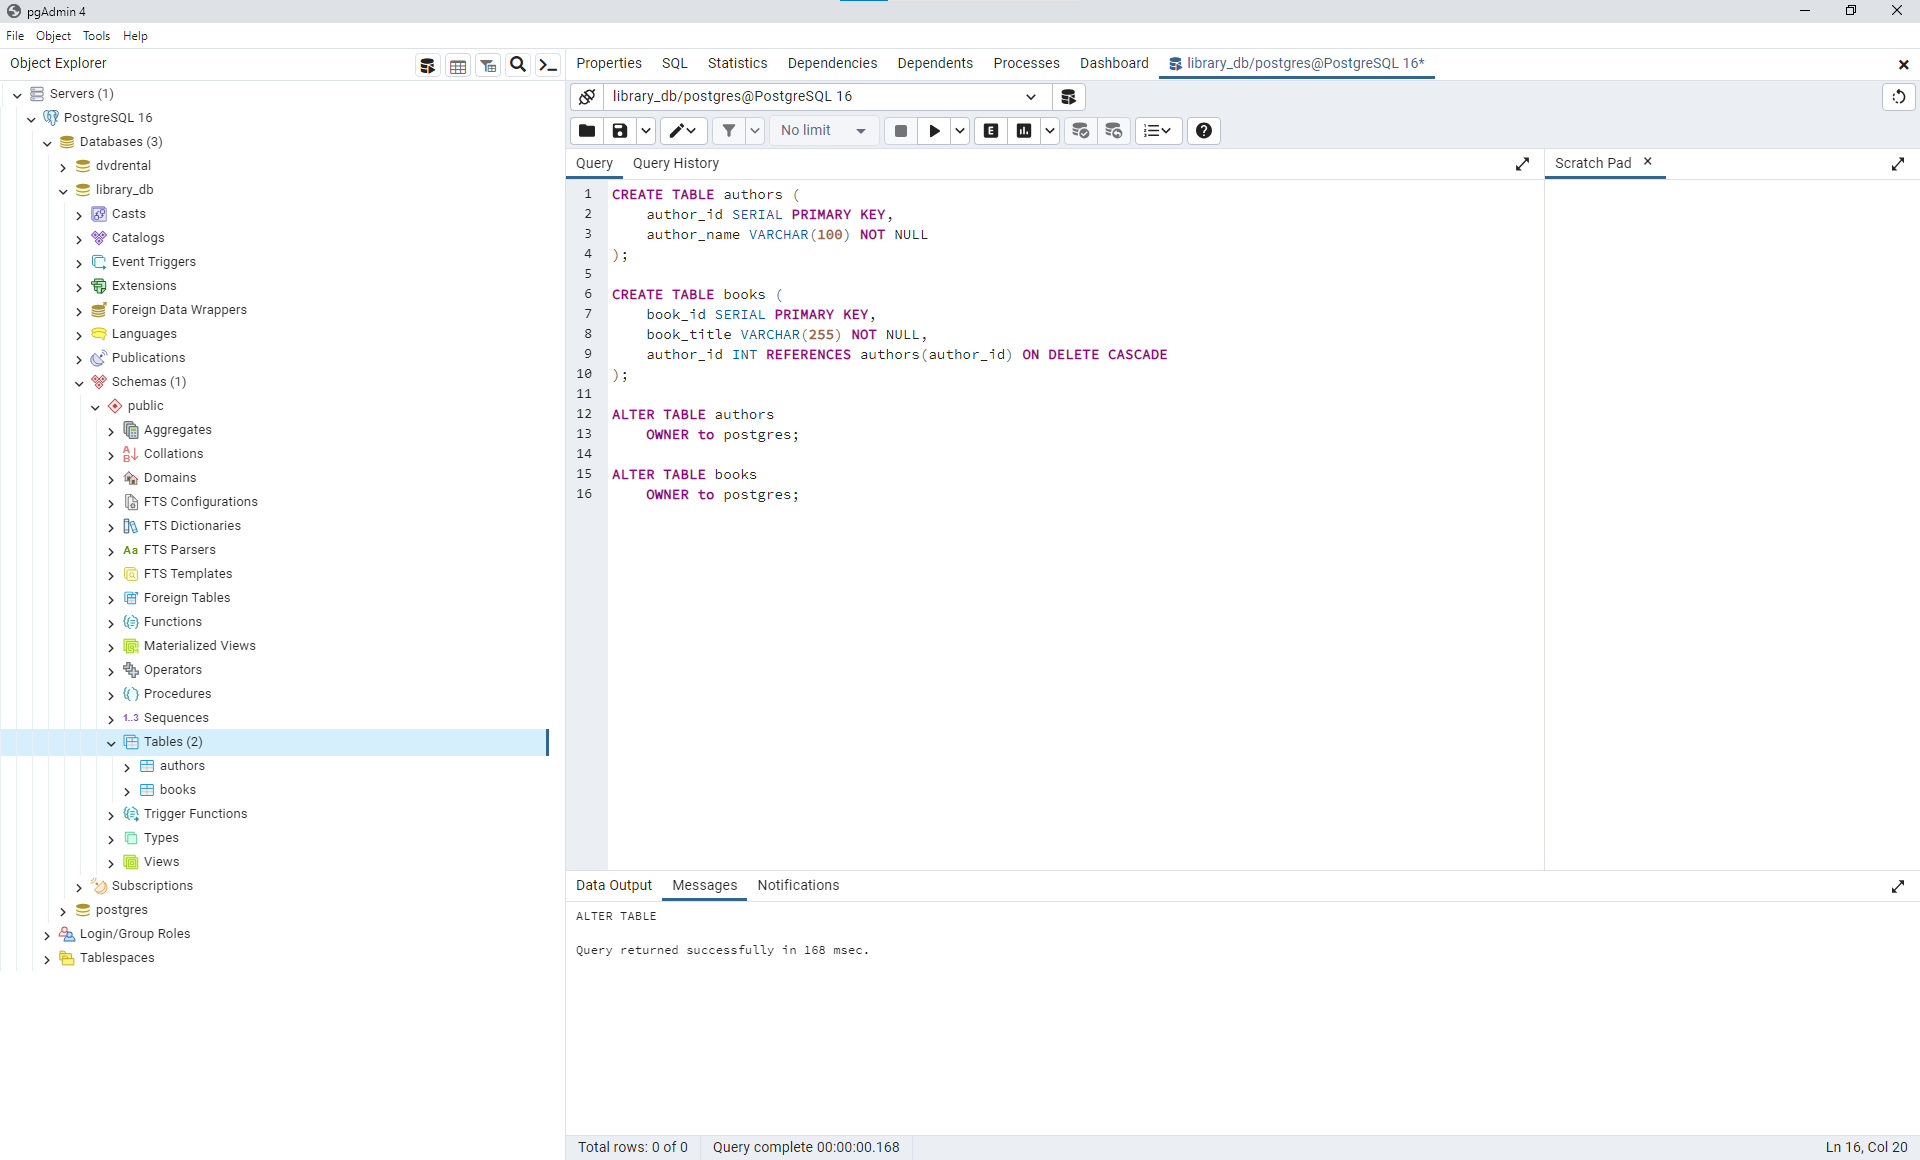 pgAdmin 4
File Object Tools Help
Object Explorer
Servers (1)
PostgreSQL 16
Databases (3)
dvdrental
library_db
Casts
Catalogs
Event Triggers
Extensions
Foreign Data Wrappers
Languages
Publications
Schemas (1)
public
Aggregates
Collations
Domains
FTS Configurations
FTS Dictionaries
Aa FTS Parsers
FTS Templates
Foreign Tables
Functions
Materialized Views
Operators
Procedures
1..3 Sequences
Tables (2)
authors
books
Trigger Functions
Types
Views
Subscriptions
postgres
Login/Group Roles
Tablespaces
Properties SQL Statistics Dependencies Dependents Processes Dashboard library_db/postgres@PostgreSQL 16*
library_db/postgres@PostgreSQL 16
No limit E
Query Query History
1 CREATE TABLE authors (
2 author_id SERIAL PRIMARY KEY,
3 author_name VARCHAR(100) NOT NULL
4 );
5
6 CREATE TABLE books (
7 book_id SERIAL PRIMARY KEY,
8 book_title VARCHAR(255) NOT NULL,
9 author_id INT REFERENCES authors(author_id) ON DELETE CASCADE
10 );
11
12 ALTER TABLE authors
13 OWNER to postgres;
14
15 ALTER TABLE books
16 OWNER to postgres;
Scratch Pad
Data Output Messages Notifications
ALTER TABLE
Query returned successfully in 168 msec.
Total rows: 0 of 0 Query complete 00:00:00.168 Ln 16, Col 20